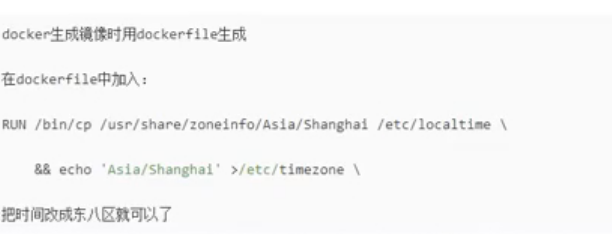 docker生成镜像时用dockerfile生成
在dockerfile中加入：
RUN /bin/cp /usr/share/zoneinfo/Asia/Shanghai /etc/localtime \
    && echo 'Asia/Shanghai' >/etc/timezone \
把时间改成东八区就可以了